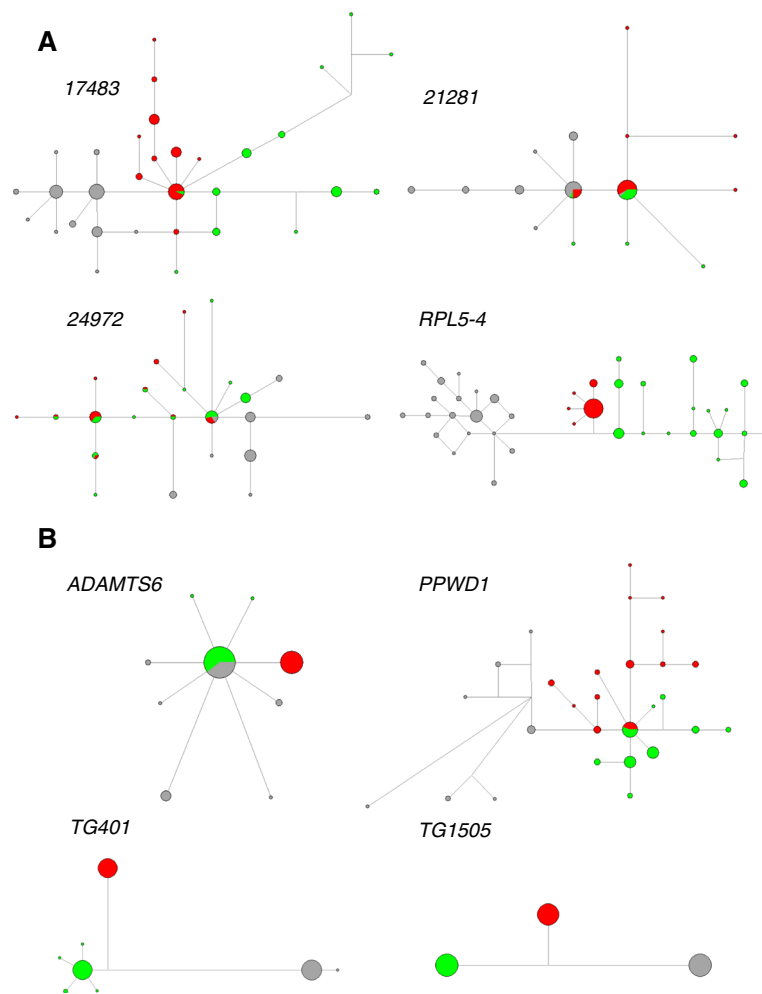 A
17483
21281
24972
RPL5-4
B
ADAMTS6
PPWD1
TG401
TG1505